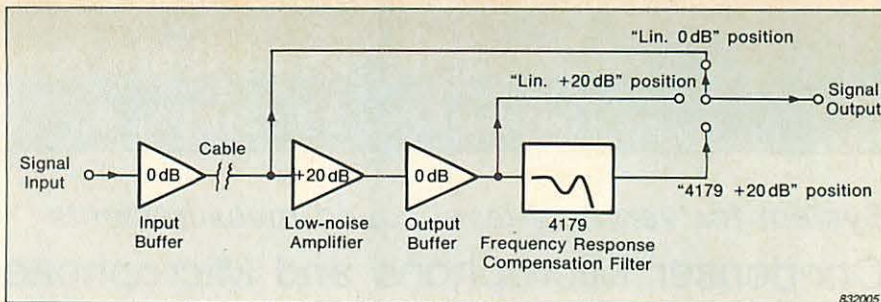 "Lin. 0 dB" position
"Lin. +20 dB" position
Signal
Output
Cable
Signal
Input
0 dB
+20 dB
0 dB
"4179 +20 dB" position
Input
Buffer
Low-noise
Amplifier
Output
Buffer
4179
Frequency Response
Compensation Filter
832005